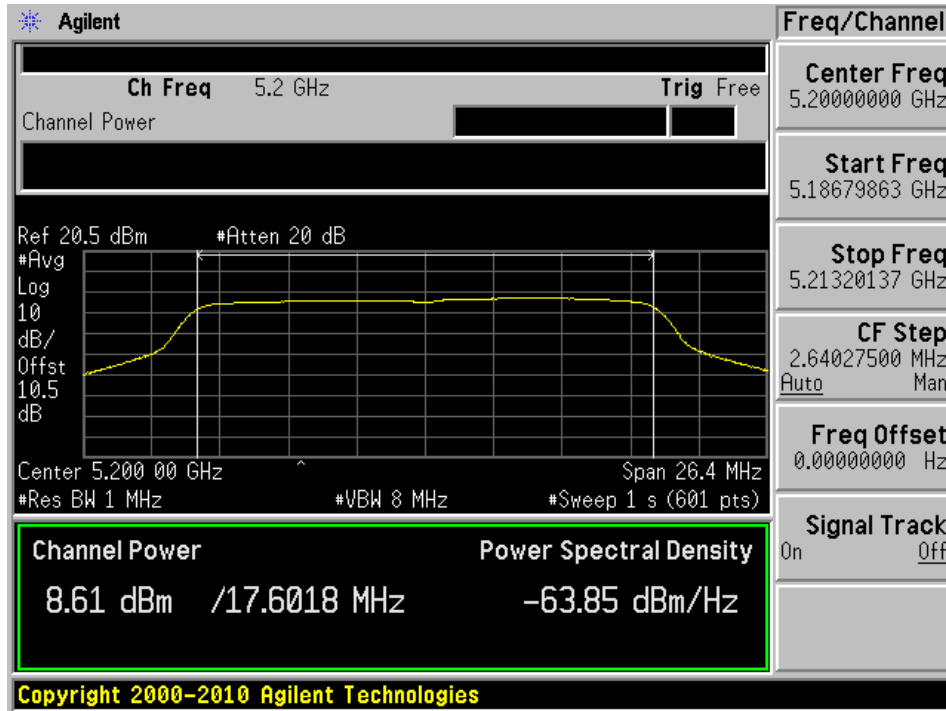 Agilent
Freq/Channel
Ch Freq 5.2 GHz Trig Free
Channel Power
Center Freq
5.20000000 GHz
Start Freq
5.18679863 GHz
Stop Freq
5.21320137 GHz
CF Step
2.64027500 MHz
Auto Man
Freq Offset
0.00000000 Hz
Signal Track
On Off
Ref 20.5 dBm #Atten 20 dB
#Avg
Log
10
dB/
Offst
10.5
dB
Center 5.200 00 GHz ^ Span 26.4 MHz
#Res BW 1 MHz #VBW 8 MHz #Sweep 1 s (601 pts)
Channel Power Power Spectral Density
8.61 dBm /17.6018 MHz -63.85 dBm/Hz
Copyright 2000-2010 Agilent Technologies